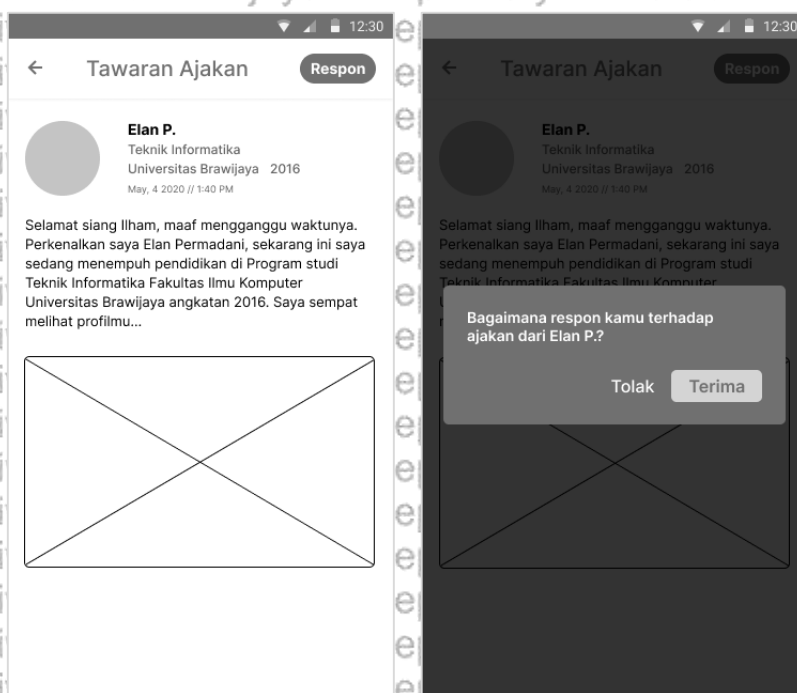 12:30
Tawaran Ajakan
Respon
Elan P.
Teknik Informatika
Universitas Brawijaya 2016
May, 4 2020 // 1:40 PM
Selamat siang Ilham, maaf mengganggu waktunya.
Perkenalkan saya Elan Permadani, sekarang ini saya
sedang menempuh pendidikan di Program studi
Teknik Informatika Fakultas Ilmu Komputer
Universitas Brawijaya angkatan 2016. Saya sempat
melihat profilmu...
12:30
Tawaran Ajakan
Respon
Elan P.
Teknik Informatika
Universitas Brawijaya 2016
May, 4 2020 // 1:40 PM
Selamat siang Ilham, maaf mengganggu waktunya.
Perkenalkan saya Elan Permadani, sekarang ini saya
sedang menempuh pendidikan di Program studi
Teknik Informatika Fakultas Ilmu Komputer
Bagaimana respon kamu terhadap
ajakan dari Elan P.?
Tolak
Terima